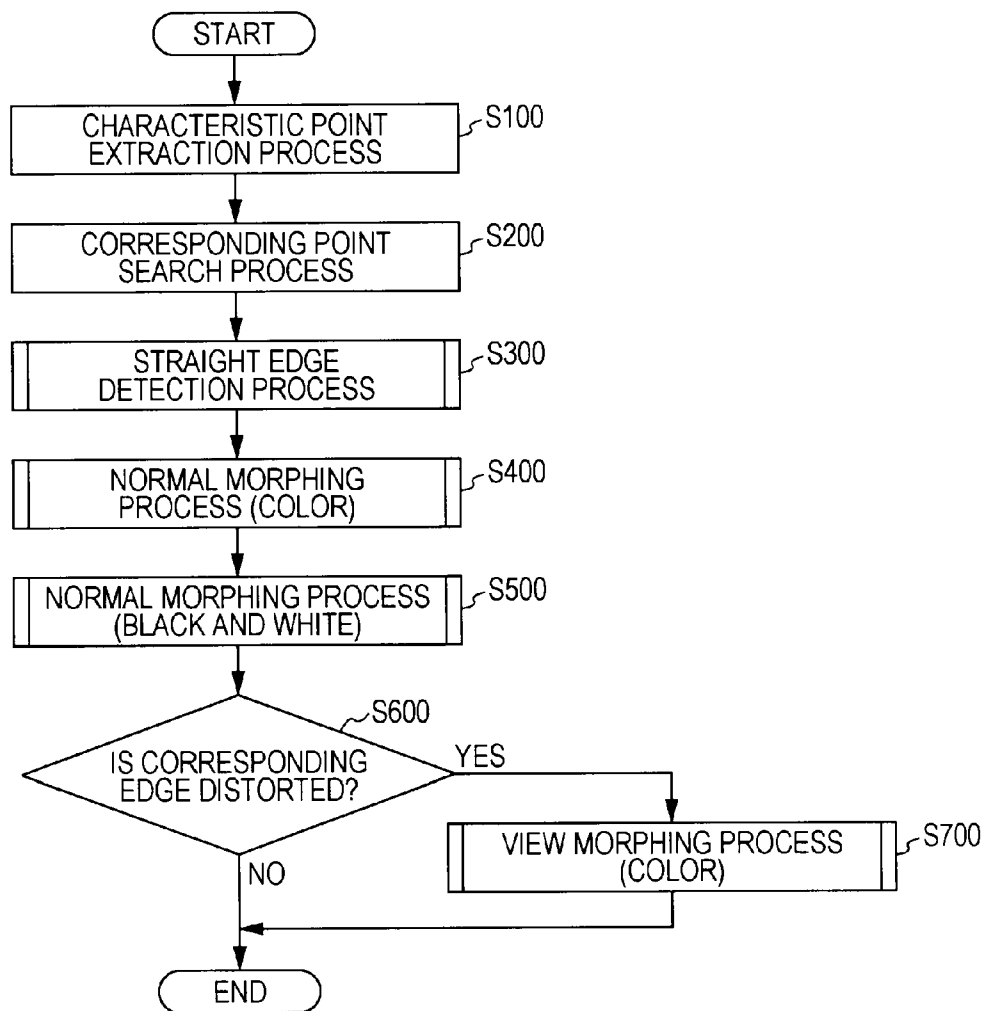 START
CHARACTERISTIC POINT
EXTRACTION PROCESS
S100
CORRESPONDING POINT
SEARCH PROCESS
S200
STRAIGHT EDGE
DETECTION PROCESS
S300
NORMAL MORPHING
PROCESS (COLOR)
S400
NORMAL MORPHING PROCESS
(BLACK AND WHITE)
S500
S600
IS CORRESPONDING
EDGE DISTORTED?
YES
VIEW MORPHING PROCESS
(COLOR)
S700
NO
END